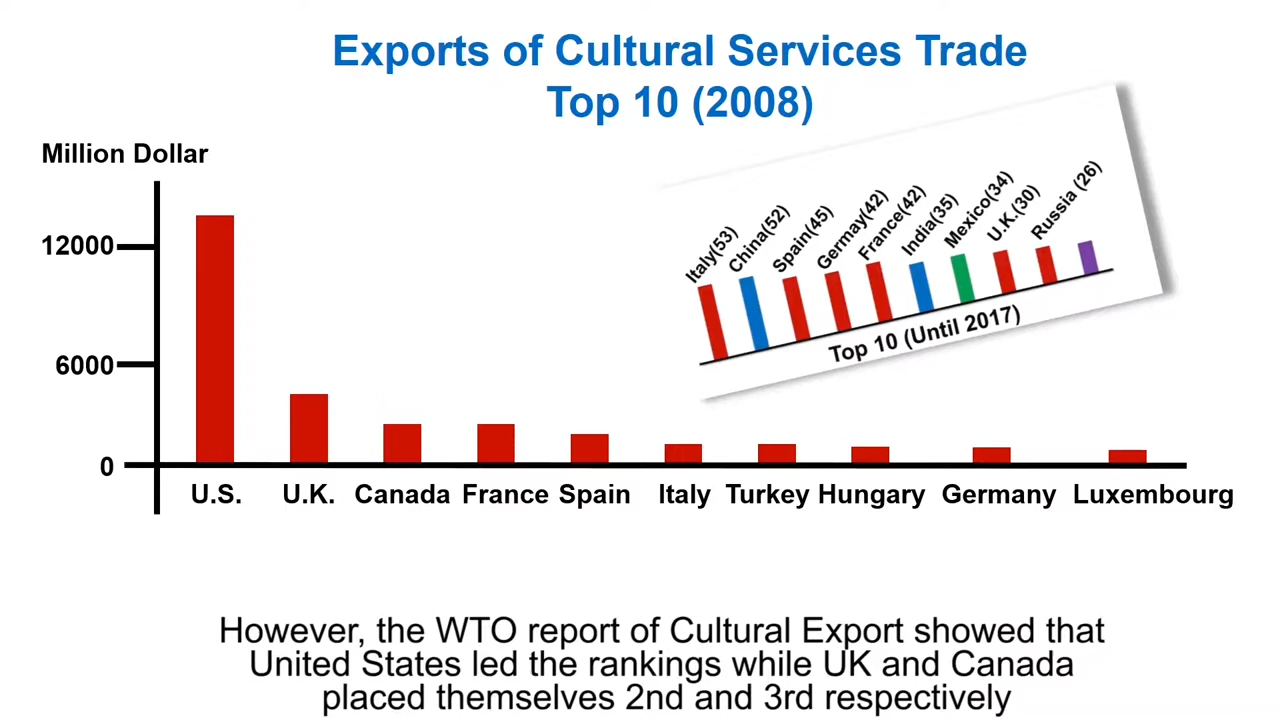 Exports of Cultural Services Trade
Top 10 (2008)
Million Dollar
12000
6000
0
U.S. U.K. Canada France Spain Italy Turkey Hungary Germany Luxembourg
Italy(53)
China(52)
Spain(45)
Germay(42)
France(42)
India(35)
Mexico(34)
U.K.(30)
Russia (26)
Top 10 (Until 2017)
However, the WTO report of Cultural Export showed that
United States led the rankings while UK and Canada
placed themselves 2nd and 3rd respectively